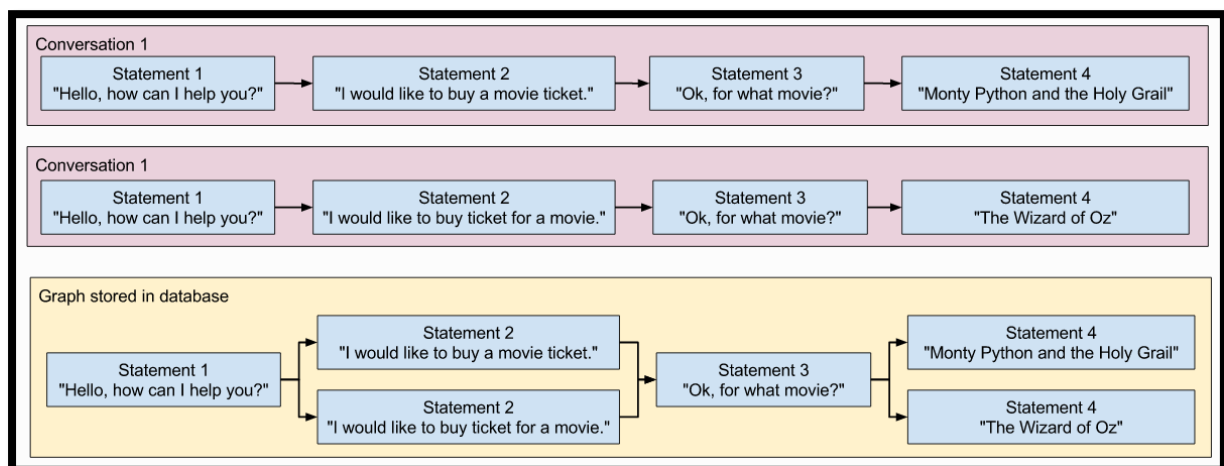 Conversation 1
Statement 1
"Hello, how can I help you?"
Statement 2
"I would like to buy a movie ticket."
Statement 3
"Ok, for what movie?"
Statement 4
"Monty Python and the Holy Grail"
Conversation 1
Statement 1
"Hello, how can I help you?"
Statement 2
"I would like to buy ticket for a movie."
Statement 3
"Ok, for what movie?"
Statement 4
"The Wizard of Oz"
Graph stored in database
Statement 1
"Hello, how can I help you?"
Statement 2
"I would like to buy a movie ticket."
Statement 2
"I would like to buy ticket for a movie."
Statement 3
"Ok, for what movie?"
Statement 4
"Monty Python and the Holy Grail"
Statement 4
"The Wizard of Oz"